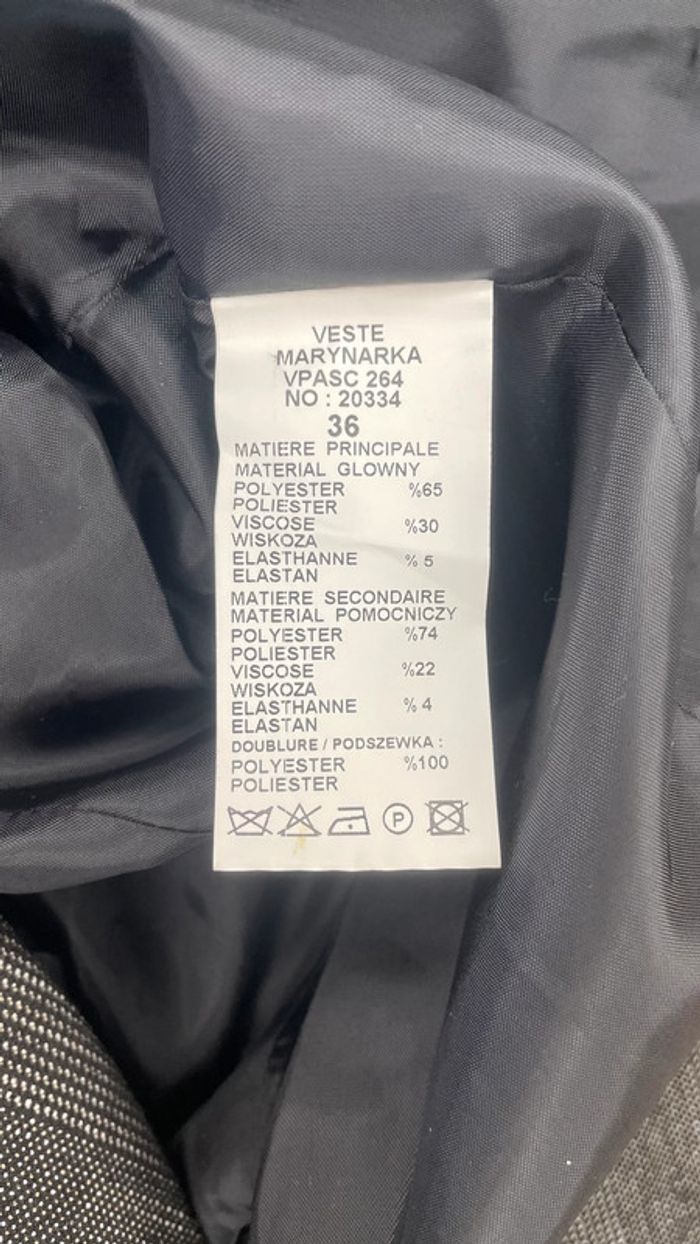 VESTE
MARYNARKA
VPASC 264
NO : 20334
36
MATIERE PRINCIPALE
MATERIAL GLOWNY
POLYESTER %65
POLIESTER
VISCOSE %30
WISKOZA
ELASTHANNE % 5
ELASTAN
MATIERE SECONDAIRE
MATERIAL POMOCNICZY
POLYESTER %74
POLIESTER
VISCOSE %22
WISKOZA
ELASTHANNE % 4
ELASTAN
DOUBLURE / PODSZEWKA :
POLYESTER %100
POLIESTER
P